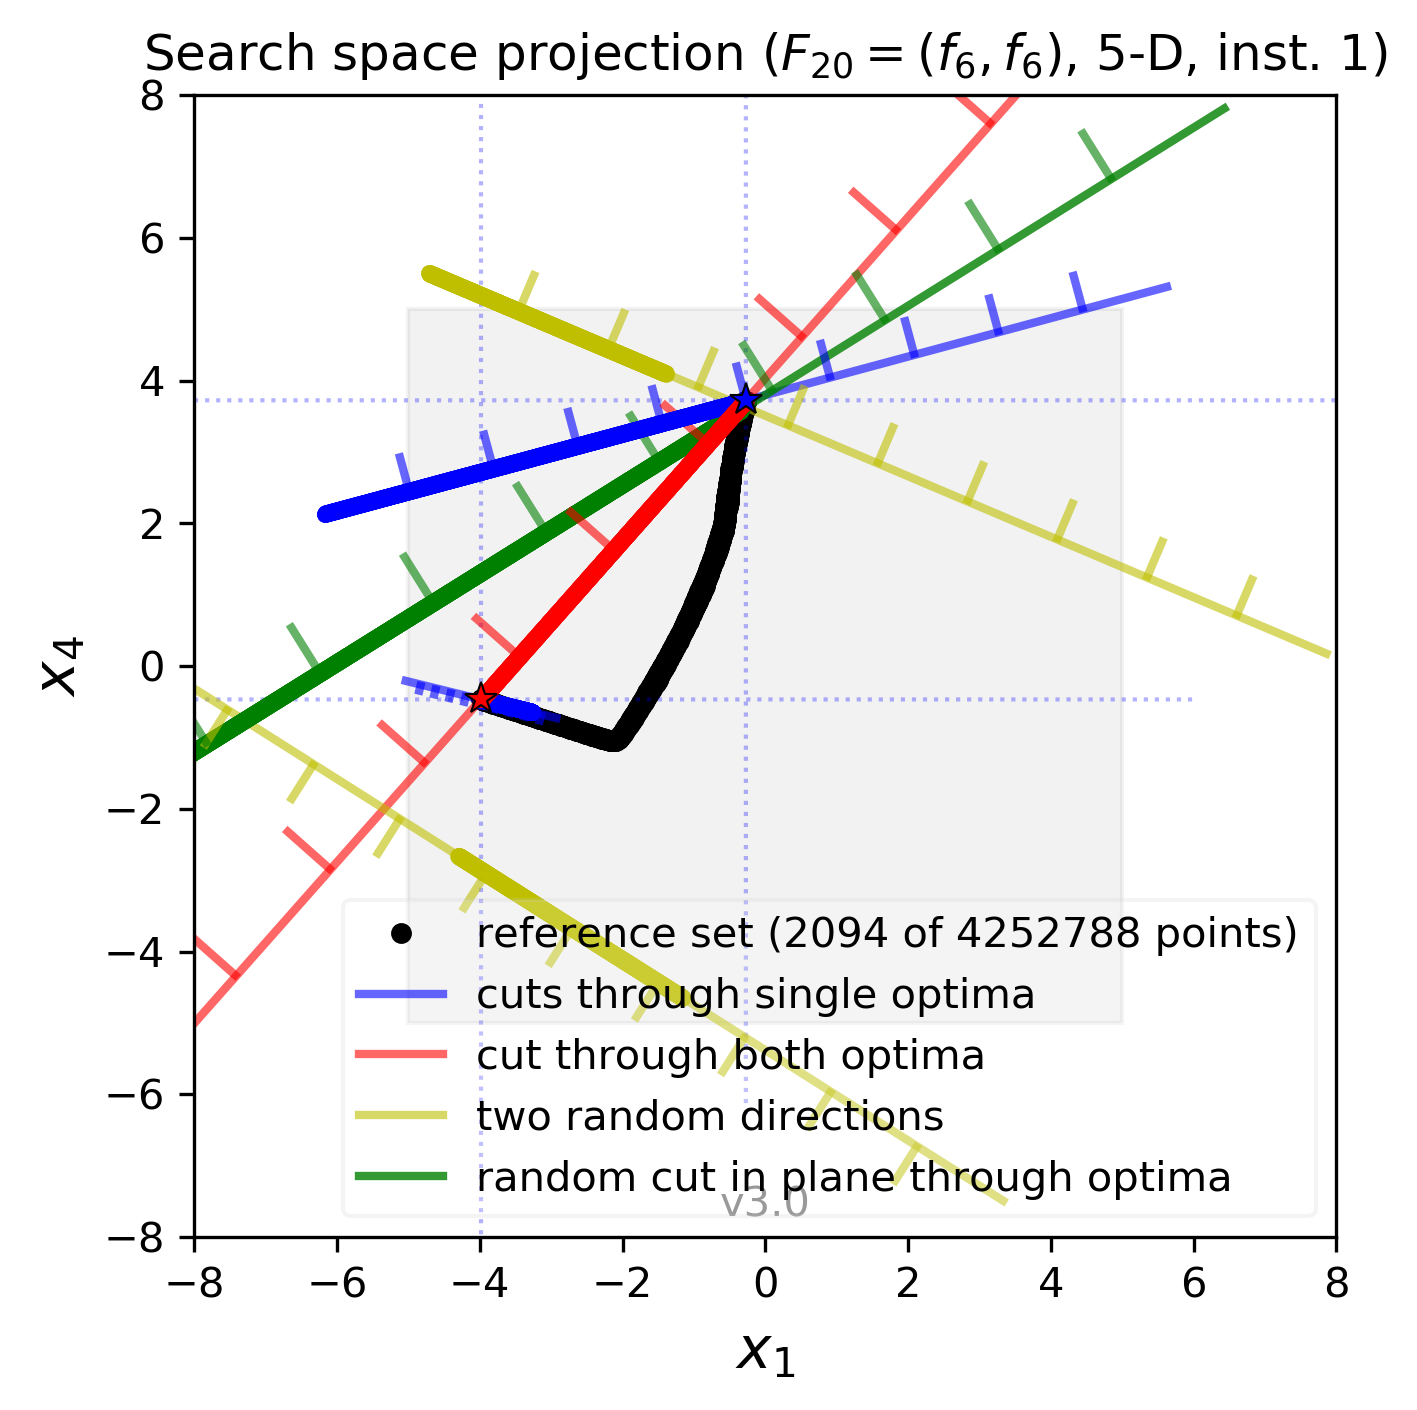 Search space projection (F₂₀ = (f₆, f₆), 5-D, inst. 1)
8
6
4
2
0
−2
−4
−6
−8
x₄
reference set (2094 of 4252788 points)
cuts through single optima
cut through both optima
two random directions
random cut in plane through optima
v3.0
−8 −6 −4 −2 0 2 4 6 8
x₁